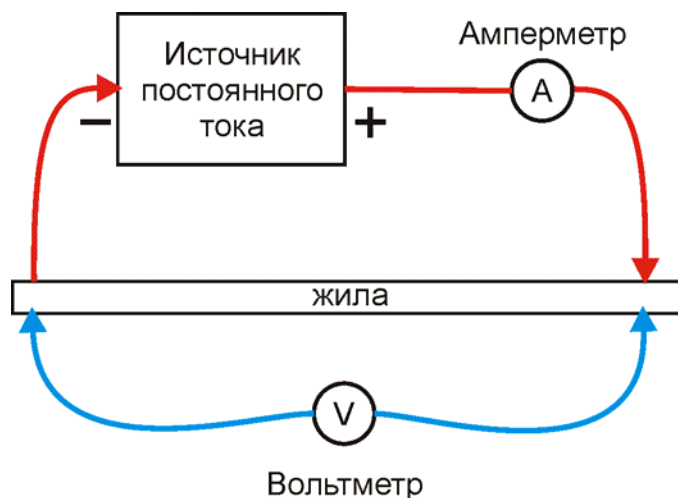 Источник
постоянного
тока
Амперметр
A
− +
жила
V
Вольтметр